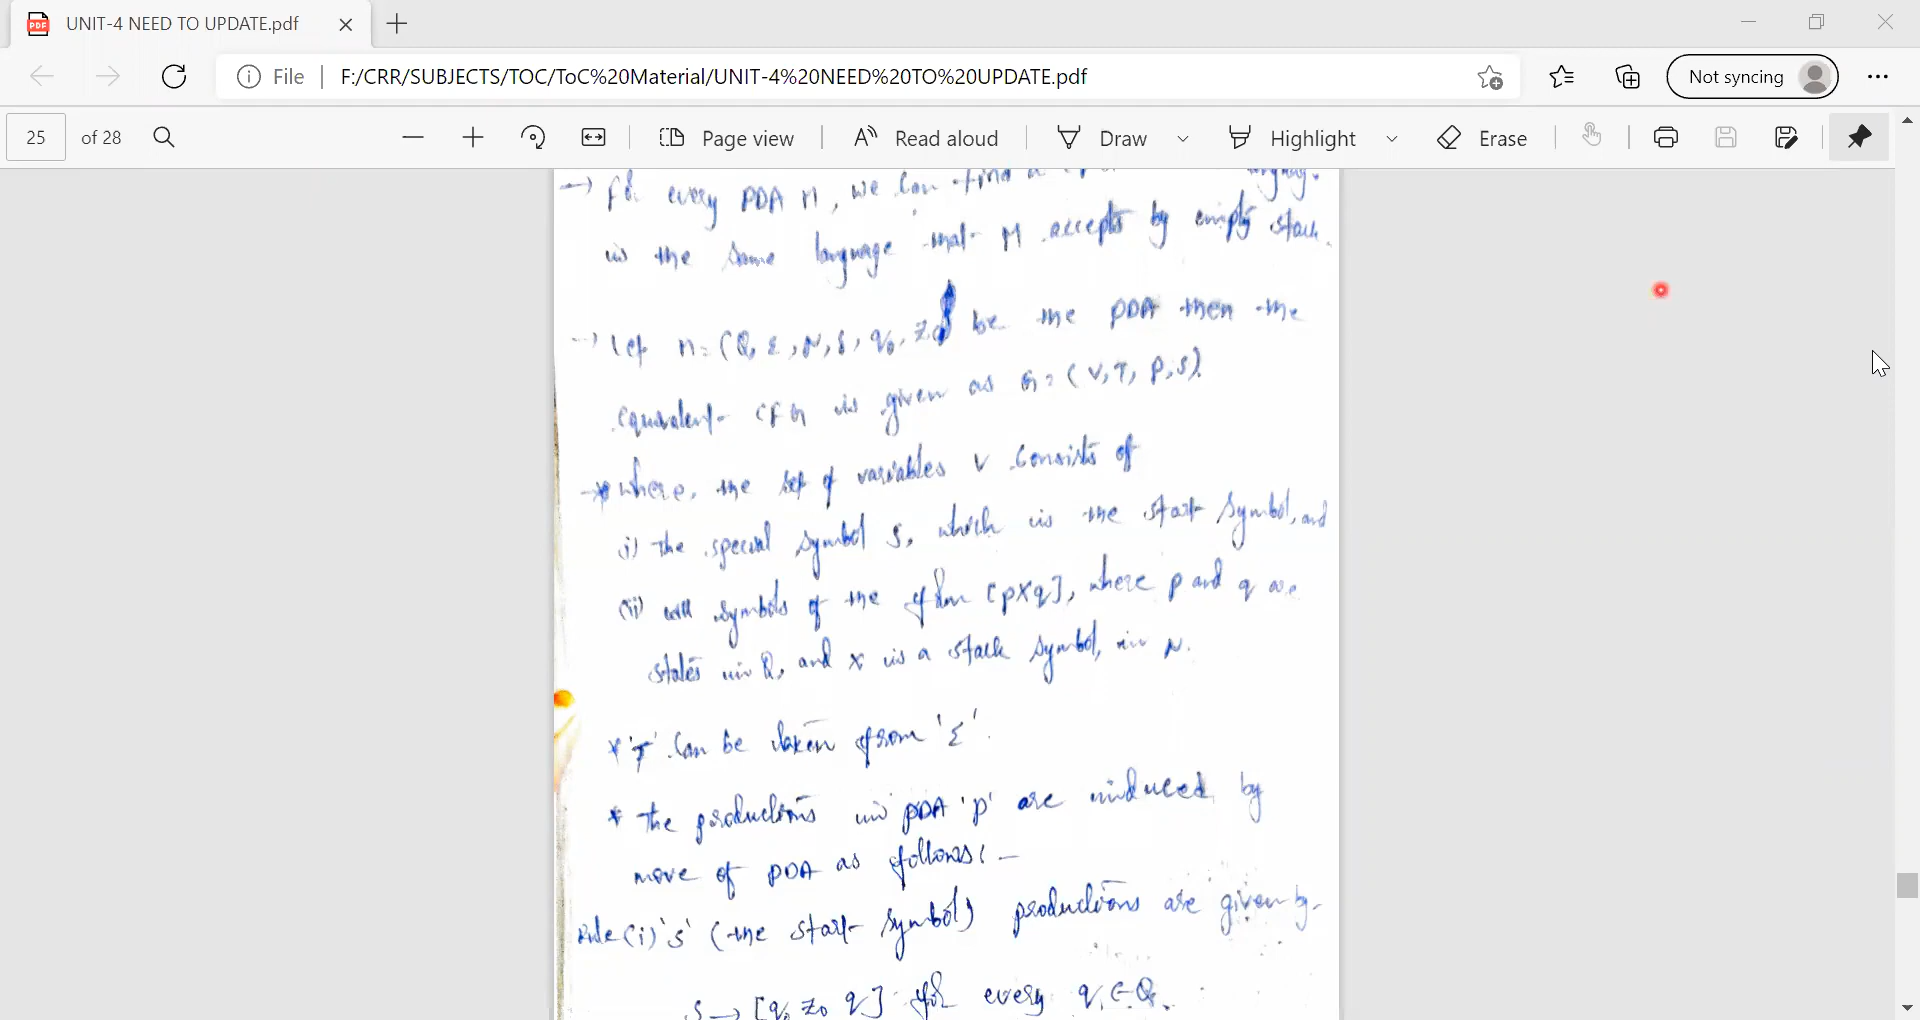 UNIT-4 NEED TO UPDATE.pdf
File | F:/CRR/SUBJECTS/TOC/ToC%20Material/UNIT-4%20NEED%20TO%20UPDATE.pdf
Not syncing
25 of 28
Page view
Read aloud
Draw
Highlight
Erase
→ for every PDA M, we can find a
is the same language that M accepts by empty stack.
→ let M = (Q, Σ, Γ, δ, q0, z0) be the PDA then the
equivalent CFG is given as G = (V, T, P, S).
→* where, the set of variables V consists of
(i) The special symbol S, which is the start symbol, and
(ii) all symbols of the form [pXq], where p and q are
states in Q, and X is a stack symbol, in Γ.
* 'T' can be taken from 'Σ'.
* The productions in PDA 'P' are induced by
move of PDA as follows:-
Rule (i) 'S' (the start symbol) productions are given by-
S → [q0 z0 q] for every q ∈ Q.